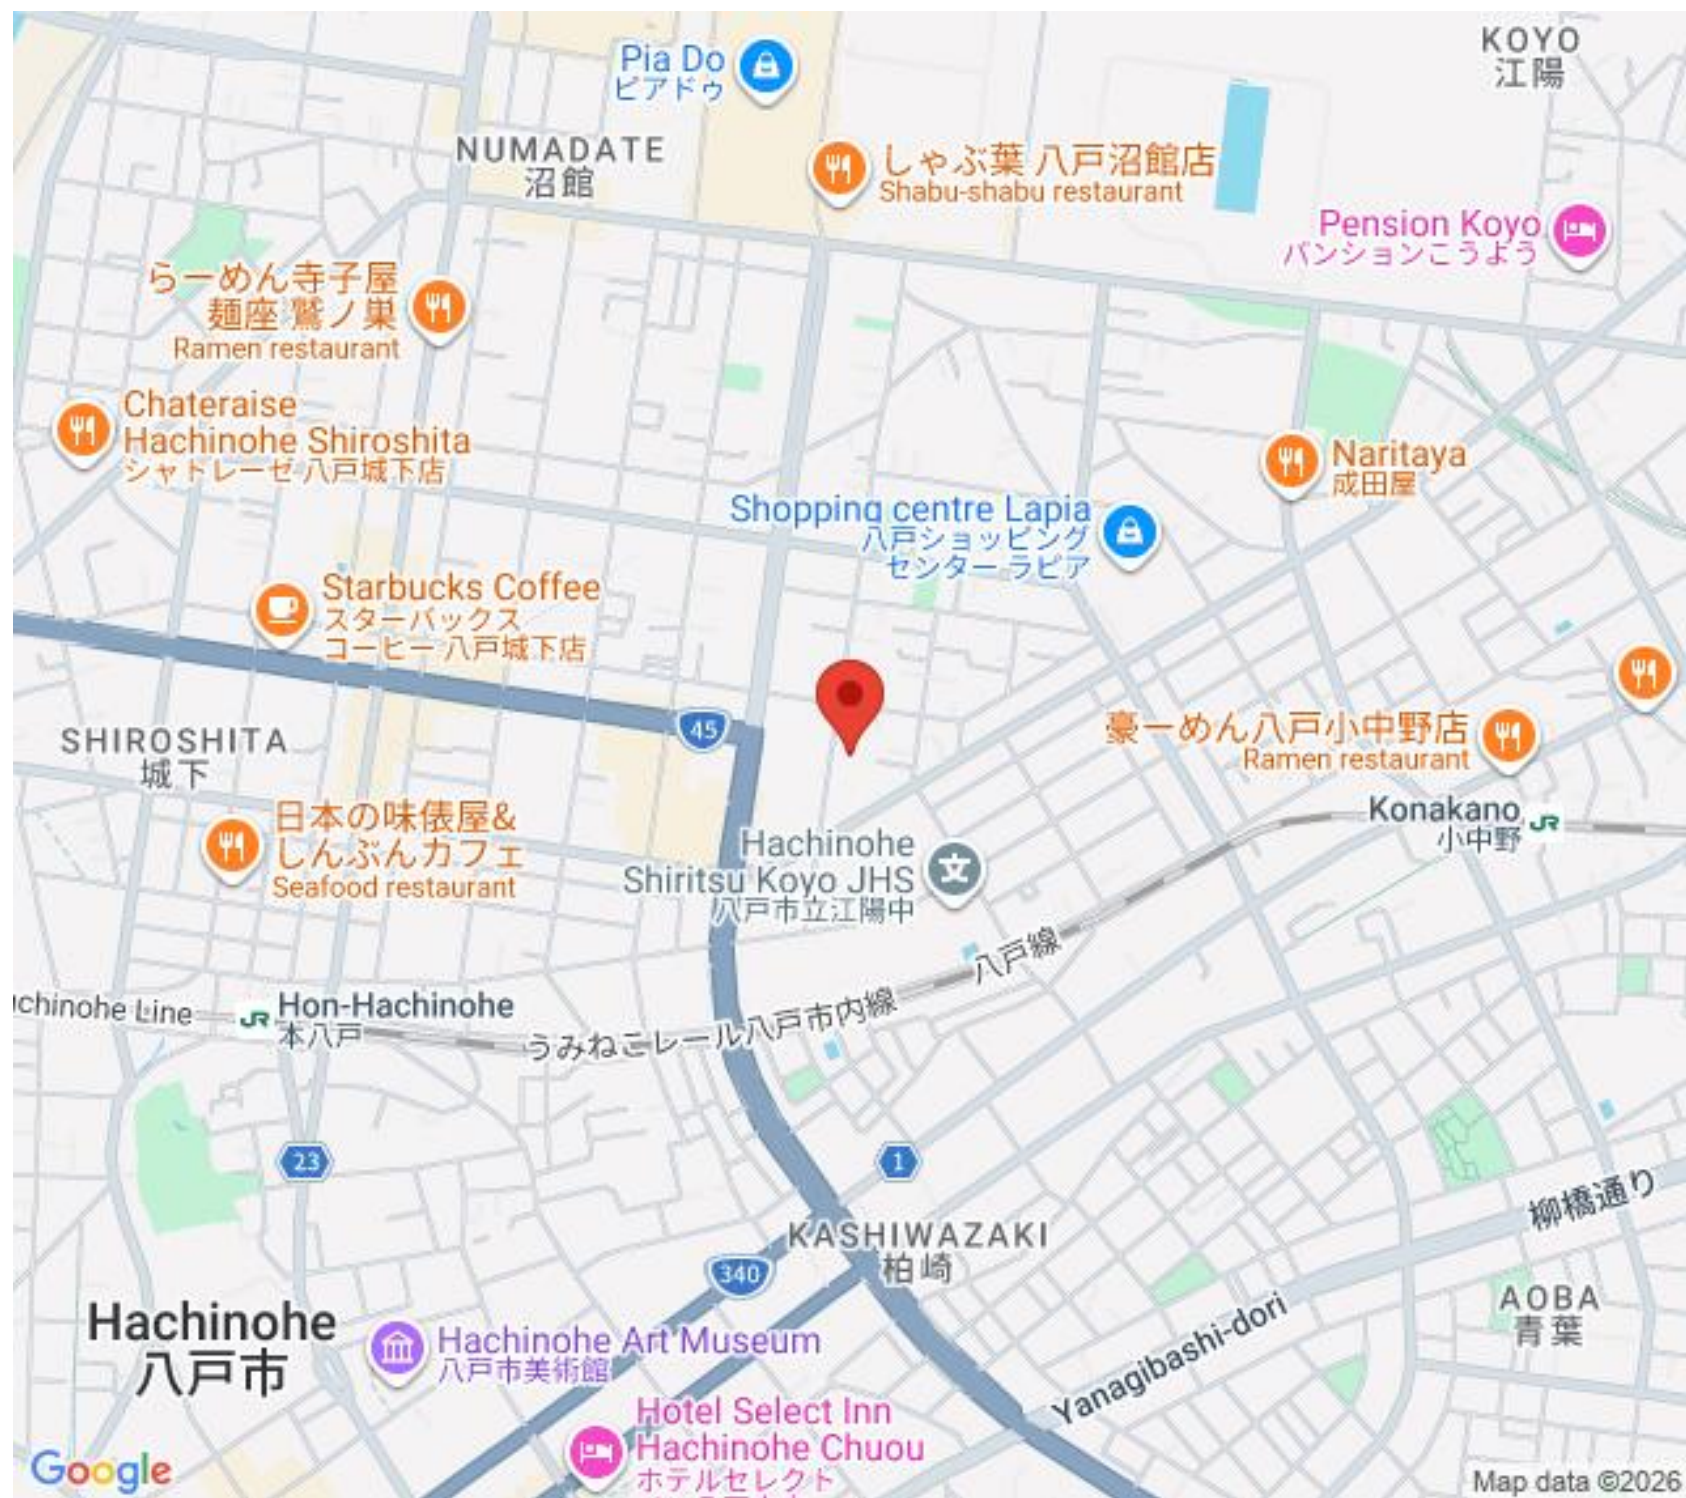 KOYO
江陽
Pia Do
ピアドゥ
NUMADATE
沼館
しゃぶ葉 八戸沼館店
Shabu-shabu restaurant
Pension Koyo
パンションこうよう
らーめん寺子屋
麺座 鷲ノ巣
Ramen restaurant
Chateraise
Hachinohe Shiroshita
シャトレーゼ 八戸城下店
Naritaya
成田屋
Shopping centre Lapia
八戸ショッピング
センター ラピア
Starbucks Coffee
スターバックス
コーヒー 八戸城下店
45
SHIROSHITA
城下
豪ーめん八戸小中野店
Ramen restaurant
Konakano
小中野
JR
日本の味俵屋&
しんぶんカフェ
Seafood restaurant
Hachinohe
Shiritsu Koyo JHS
八戸市立江陽中
文
八戸線
achinohe Line
JR
Hon-Hachinohe
本八戸
うみねこレール八戸市内線
23
1
柳橋通り
KASHIWAZAKI
柏崎
340
AOBA
青葉
Hachinohe
八戸市
Hachinohe Art Museum
八戸市美術館
Yanagibashi-dori
Hotel Select Inn
Hachinohe Chuou
ホテルセレクト
Google
Map data ©2026